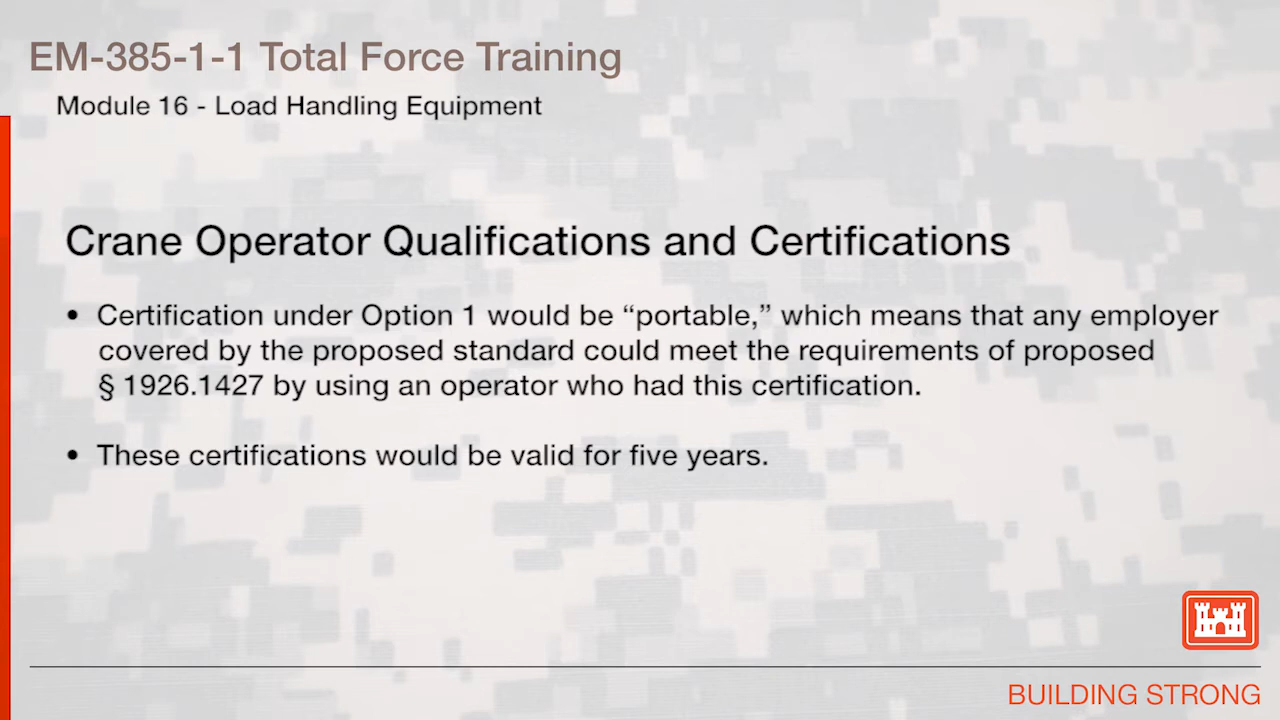 EM-385-1-1 Total Force Training
Module 16 - Load Handling Equipment
Crane Operator Qualifications and Certifications
• Certification under Option 1 would be “portable,” which means that any employer
covered by the proposed standard could meet the requirements of proposed
§ 1926.1427 by using an operator who had this certification.
• These certifications would be valid for five years.
BUILDING STRONG